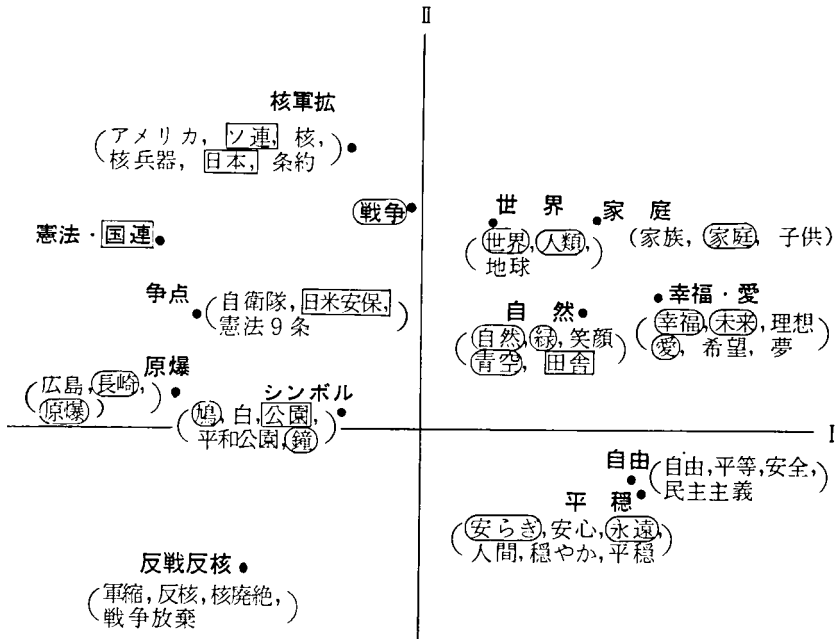 II
核軍拡
(アメリカ, ソ連, 核,
核兵器, 日本, 条約)
戦争
世界
(世界, 人類,
地球)
家庭
(家族, 家庭, 子供)
憲法・国連
争点
(自衛隊, 日米安保,
憲法9条)
自然
(自然, 緑, 笑顔
青空, 田舎)
幸福・愛
(幸福, 未来, 理想
愛, 希望, 夢)
原爆
(広島, 長崎,
原爆)
シンボル
(鳩, 白, 公園,
平和公園, 鐘)
I
自由
(自由, 平等, 安全,
民主主義)
平穏
(安らぎ, 安心, 永遠,
人間, 穏やか, 平穏)
反戦反核
(軍縮, 反核, 核廃絶,
戦争放棄)